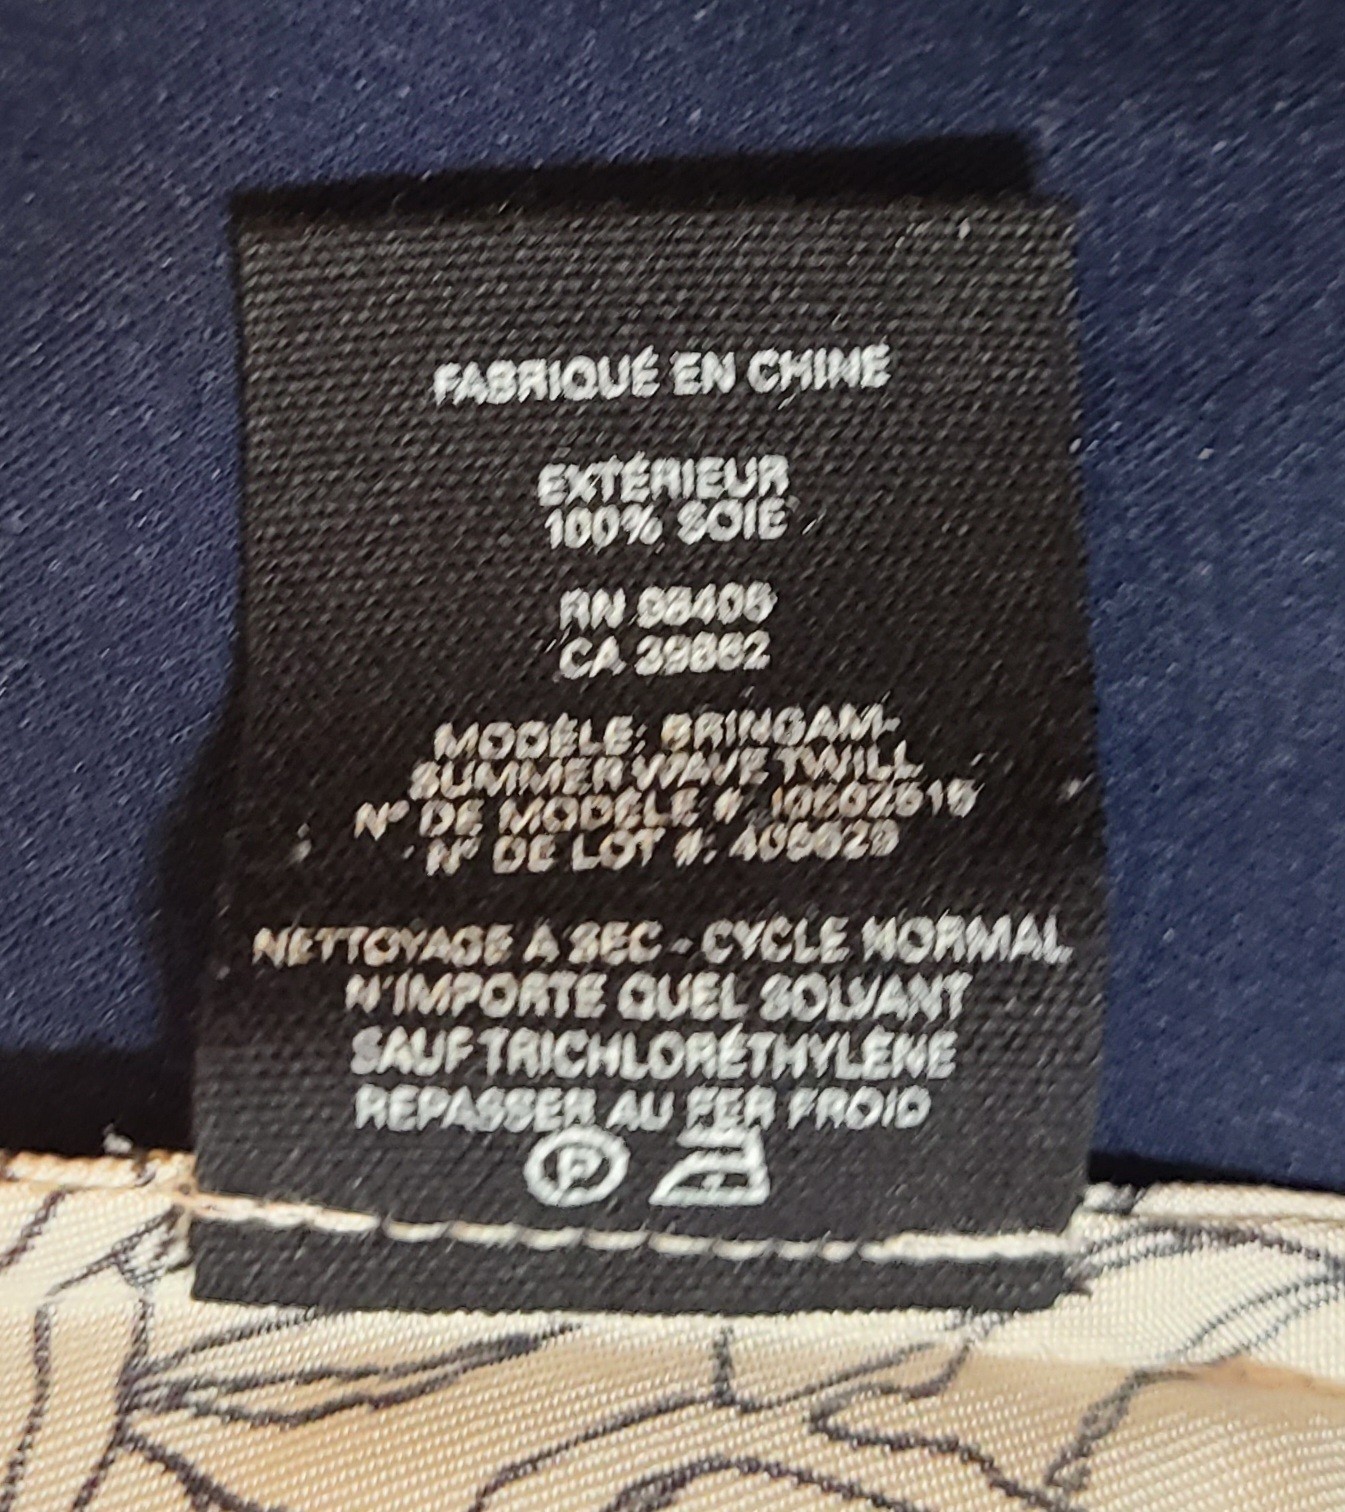 FABRIQUÉ EN CHINE
EXTÉRIEUR
100% SOIE
RN
CA
MODÈLE: BRINGAM-
SUMMER WAVE TWILL
N° DE MODÈLE #:
N° DE LOT #:
NETTOYAGE À SEC - CYCLE NORMAL
N'IMPORTE QUEL SOLVANT
SAUF TRICHLORÉTHYLÈNE
REPASSER AU FER FROID
P